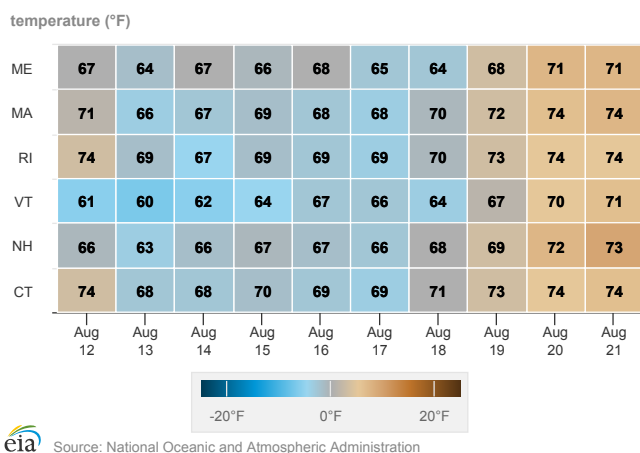 temperature (°F)
ME 67 64 67 66 68 65 64 68 71 71
MA 71 66 67 69 68 68 70 72 74 74
RI 74 69 67 69 69 69 70 73 74 74
VT 61 60 62 64 67 66 64 67 70 71
NH 66 63 66 67 67 66 68 69 72 73
CT 74 68 68 70 69 69 71 73 74 74
Aug Aug Aug Aug Aug Aug Aug Aug Aug Aug
12 13 14 15 16 17 18 19 20 21
-20°F 0°F 20°F
eia Source: National Oceanic and Atmospheric Administration